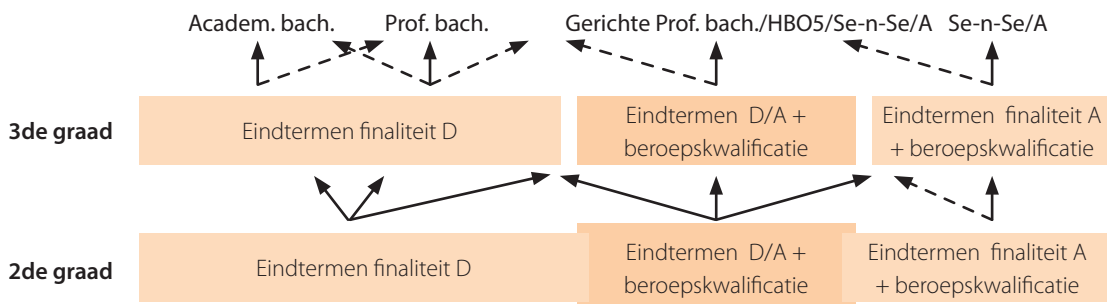 Academ. bach. Prof. bach. Gerichte Prof. bach./HBO5/Se-n-Se/A Se-n-Se/A
3de graad
Eindtermen finaliteit D
Eindtermen D/A +
beroepskwalificatie
Eindtermen finaliteit A
+ beroepskwalificatie
2de graad
Eindtermen finaliteit D
Eindtermen D/A +
beroepskwalificatie
Eindtermen finaliteit A
+ beroepskwalificatie